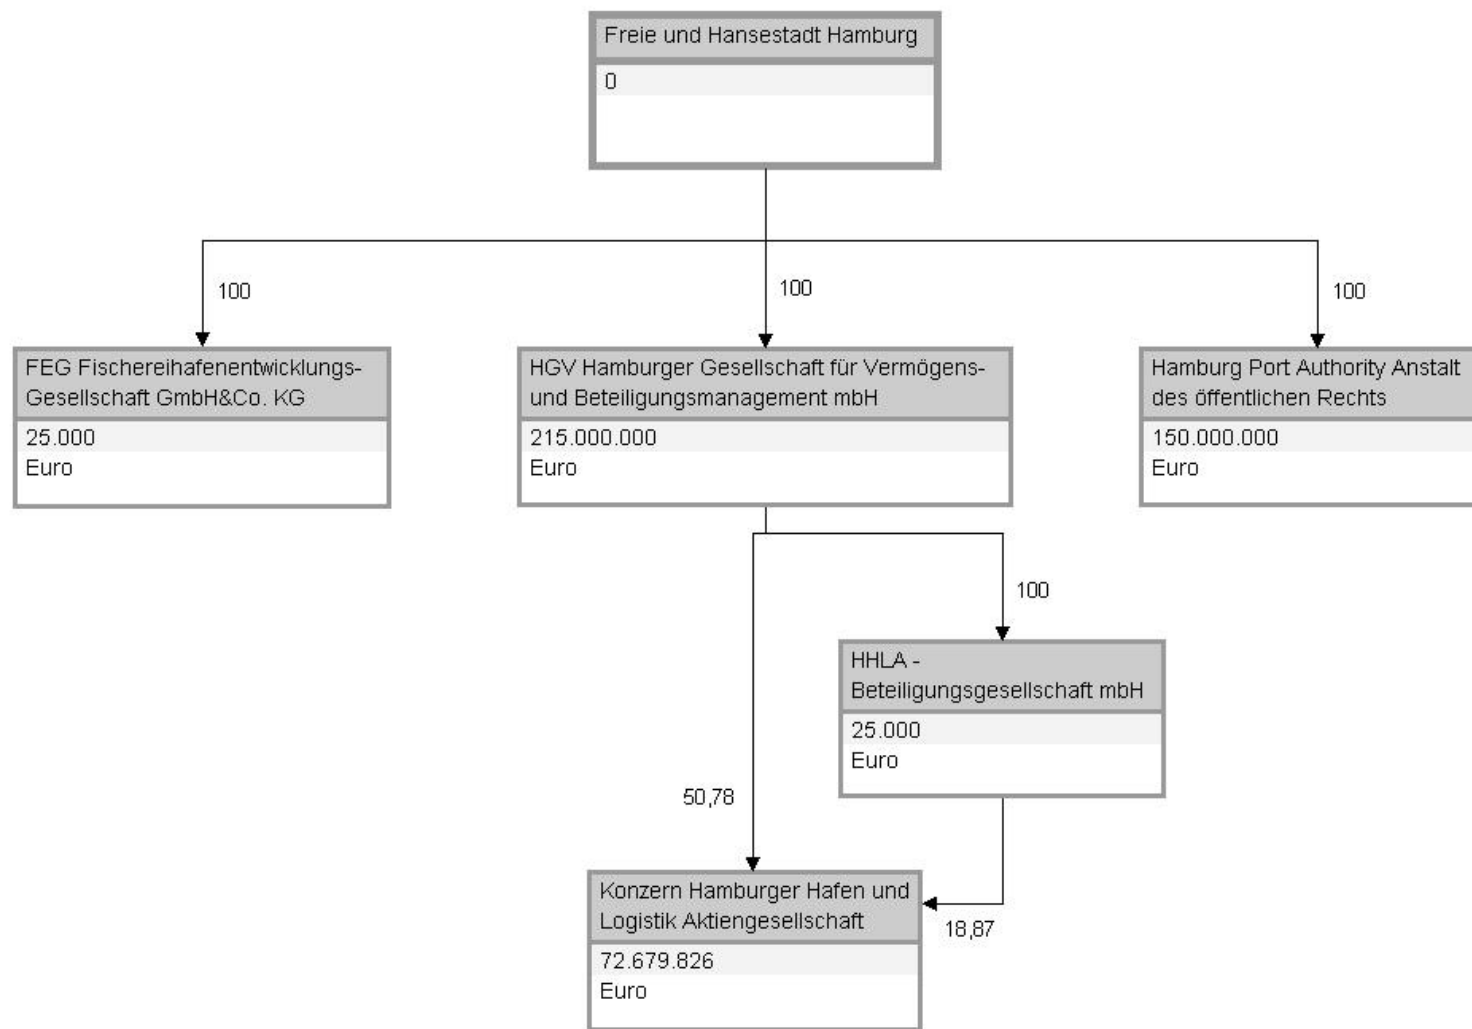 Freie und Hansestadt Hamburg
0
100
100
100
FEG Fischereihafenentwicklungs-
Gesellschaft GmbH&Co. KG
25.000
Euro
HGV Hamburger Gesellschaft für Vermögens-
und Beteiligungsmanagement mbH
215.000.000
Euro
Hamburg Port Authority Anstalt
des öffentlichen Rechts
150.000.000
Euro
100
HHLA -
Beteiligungsgesellschaft mbH
25.000
Euro
50,78
Konzern Hamburger Hafen und
Logistik Aktiengesellschaft
72.679.826
Euro
18,87